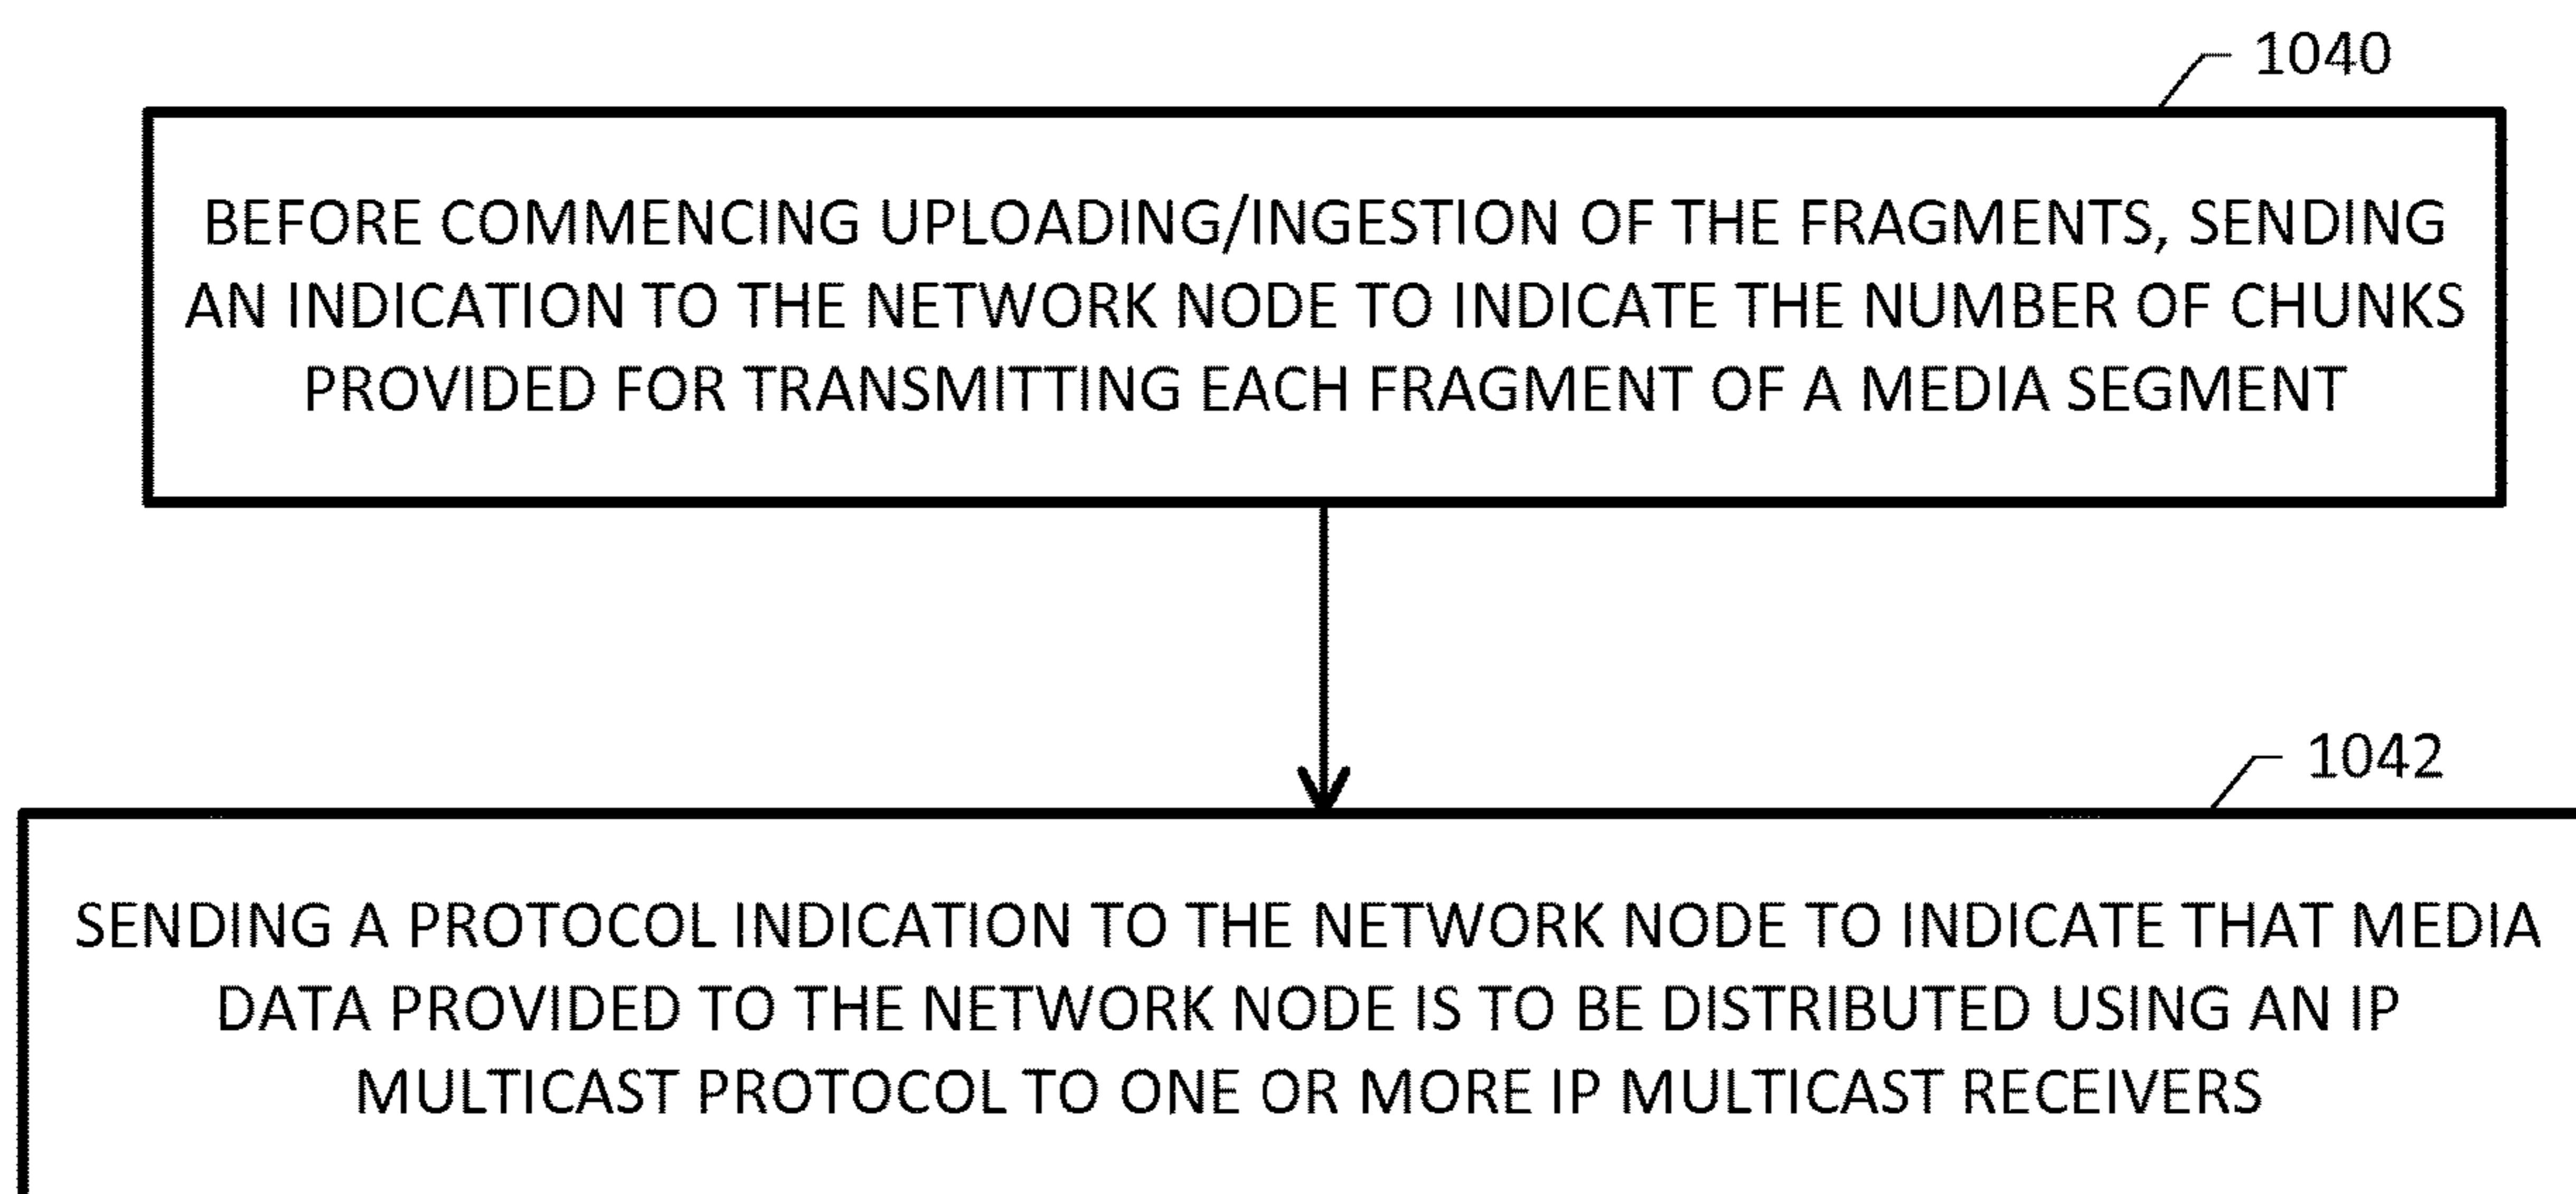 1040
BEFORE COMMENCING UPLOADING/INGESTION OF THE FRAGMENTS, SENDING
AN INDICATION TO THE NETWORK NODE TO INDICATE THE NUMBER OF CHUNKS
PROVIDED FOR TRANSMITTING EACH FRAGMENT OF A MEDIA SEGMENT
1042
SENDING A PROTOCOL INDICATION TO THE NETWORK NODE TO INDICATE THAT MEDIA
DATA PROVIDED TO THE NETWORK NODE IS TO BE DISTRIBUTED USING AN IP
MULTICAST PROTOCOL TO ONE OR MORE IP MULTICAST RECEIVERS